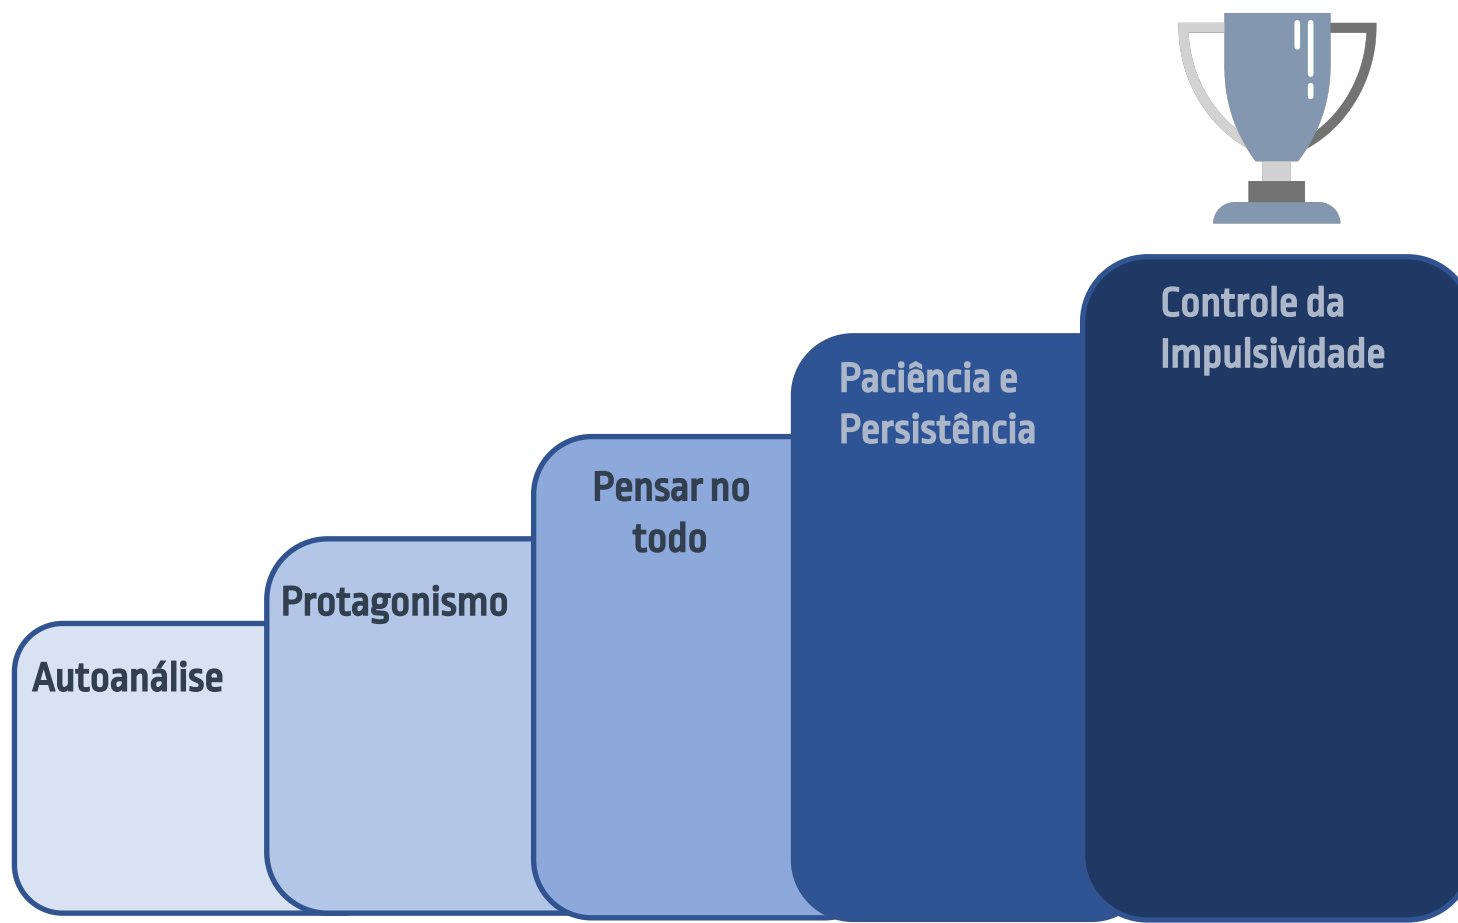 Autoanálise
Protagonismo
Pensar no
todo
Paciência e
Persistência
Controle da
Impulsividade